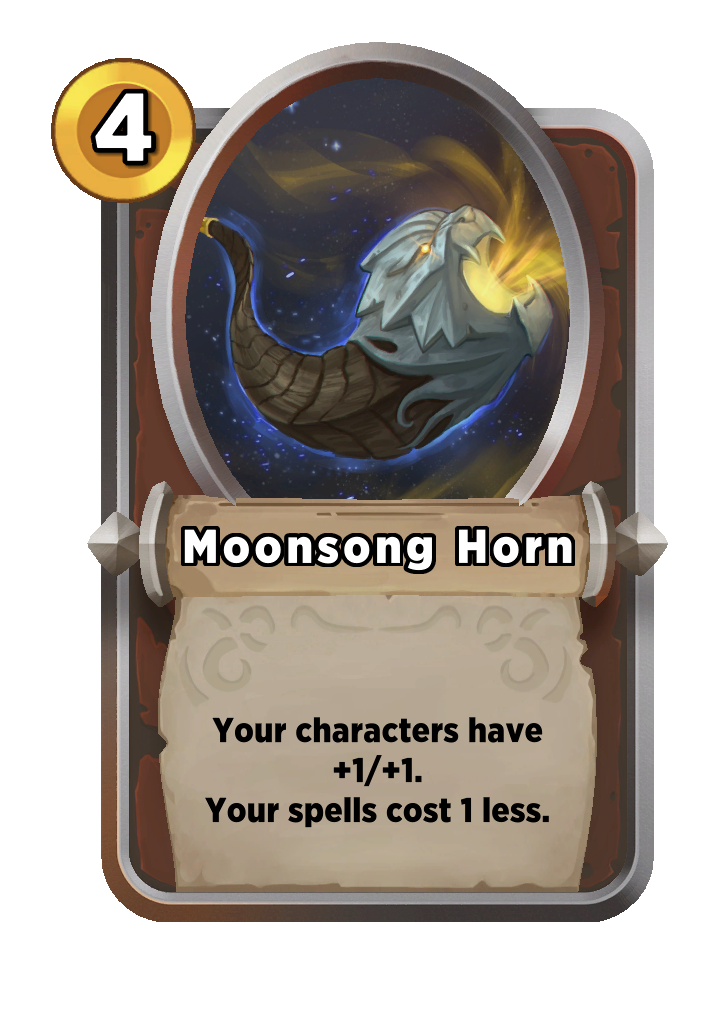 4
Moonsong Horn
Your characters have
+1/+1.
Your spells cost 1 less.